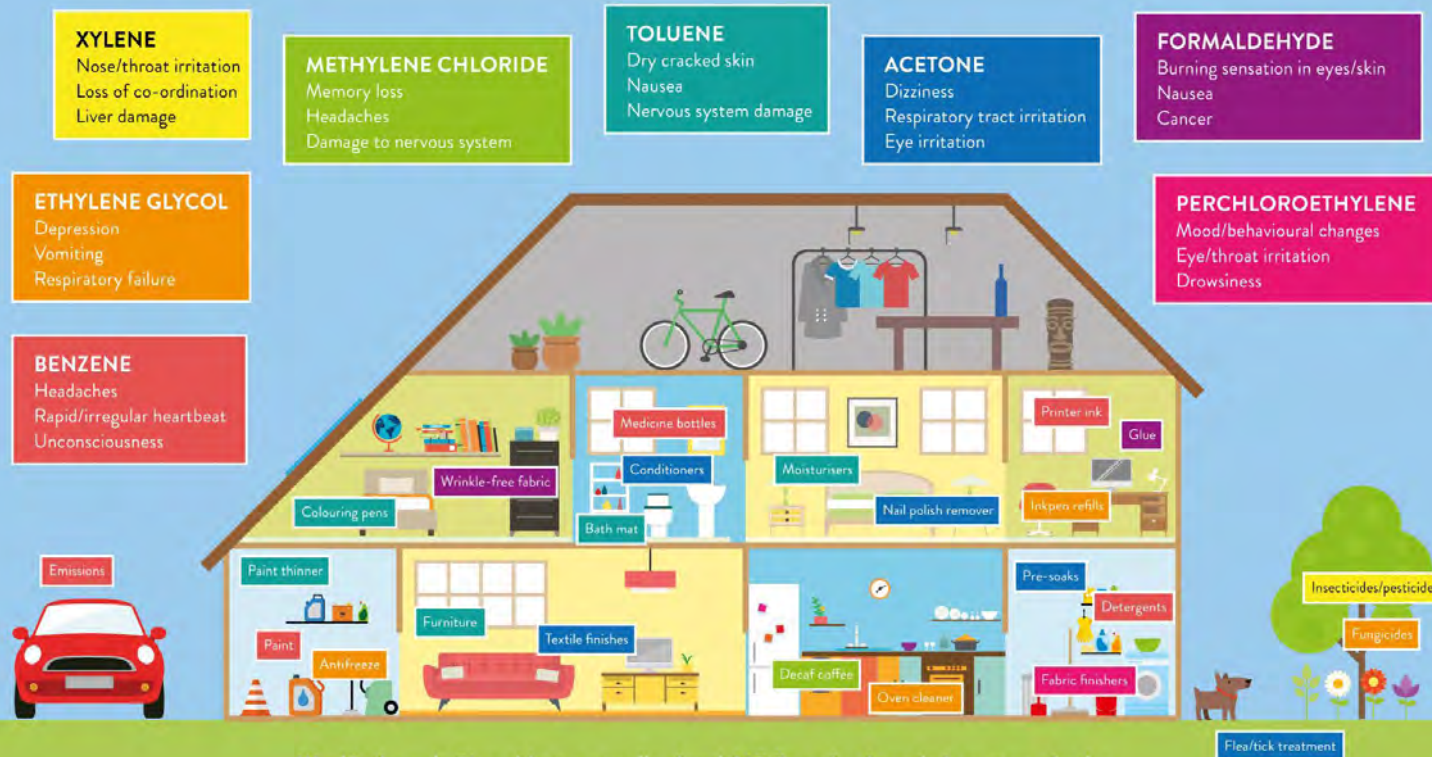 XYLENE
Nose/throat irritation
Loss of co-ordination
Liver damage
METHYLENE CHLORIDE
Memory loss
Headaches
Damage to nervous system
TOLUENE
Dry cracked skin
Nausea
Nervous system damage
ACETONE
Dizziness
Respiratory tract irritation
Eye irritation
FORMALDEHYDE
Burning sensation in eyes/skin
Nausea
Cancer
ETHYLENE GLYCOL
Depression
Vomiting
Respiratory failure
PERCHLOROETHYLENE
Mood/behavioural changes
Eye/throat irritation
Drowsiness
BENZENE
Headaches
Rapid/irregular heartbeat
Unconsciousness
Wrinkle-free fabric
Colouring pens
Medicine bottles
Conditioners
Bath mat
Moisturisers
Nail polish remover
Printer ink
Glue
Inkpen refills
Emissions
Paint thinner
Paint
Antifreeze
Furniture
Textile finishes
Decaf coffee
Oven cleaner
Pre-soaks
Detergents
Fabric finishers
Insecticides/pesticide
Fungicides
Flea/tick treatment